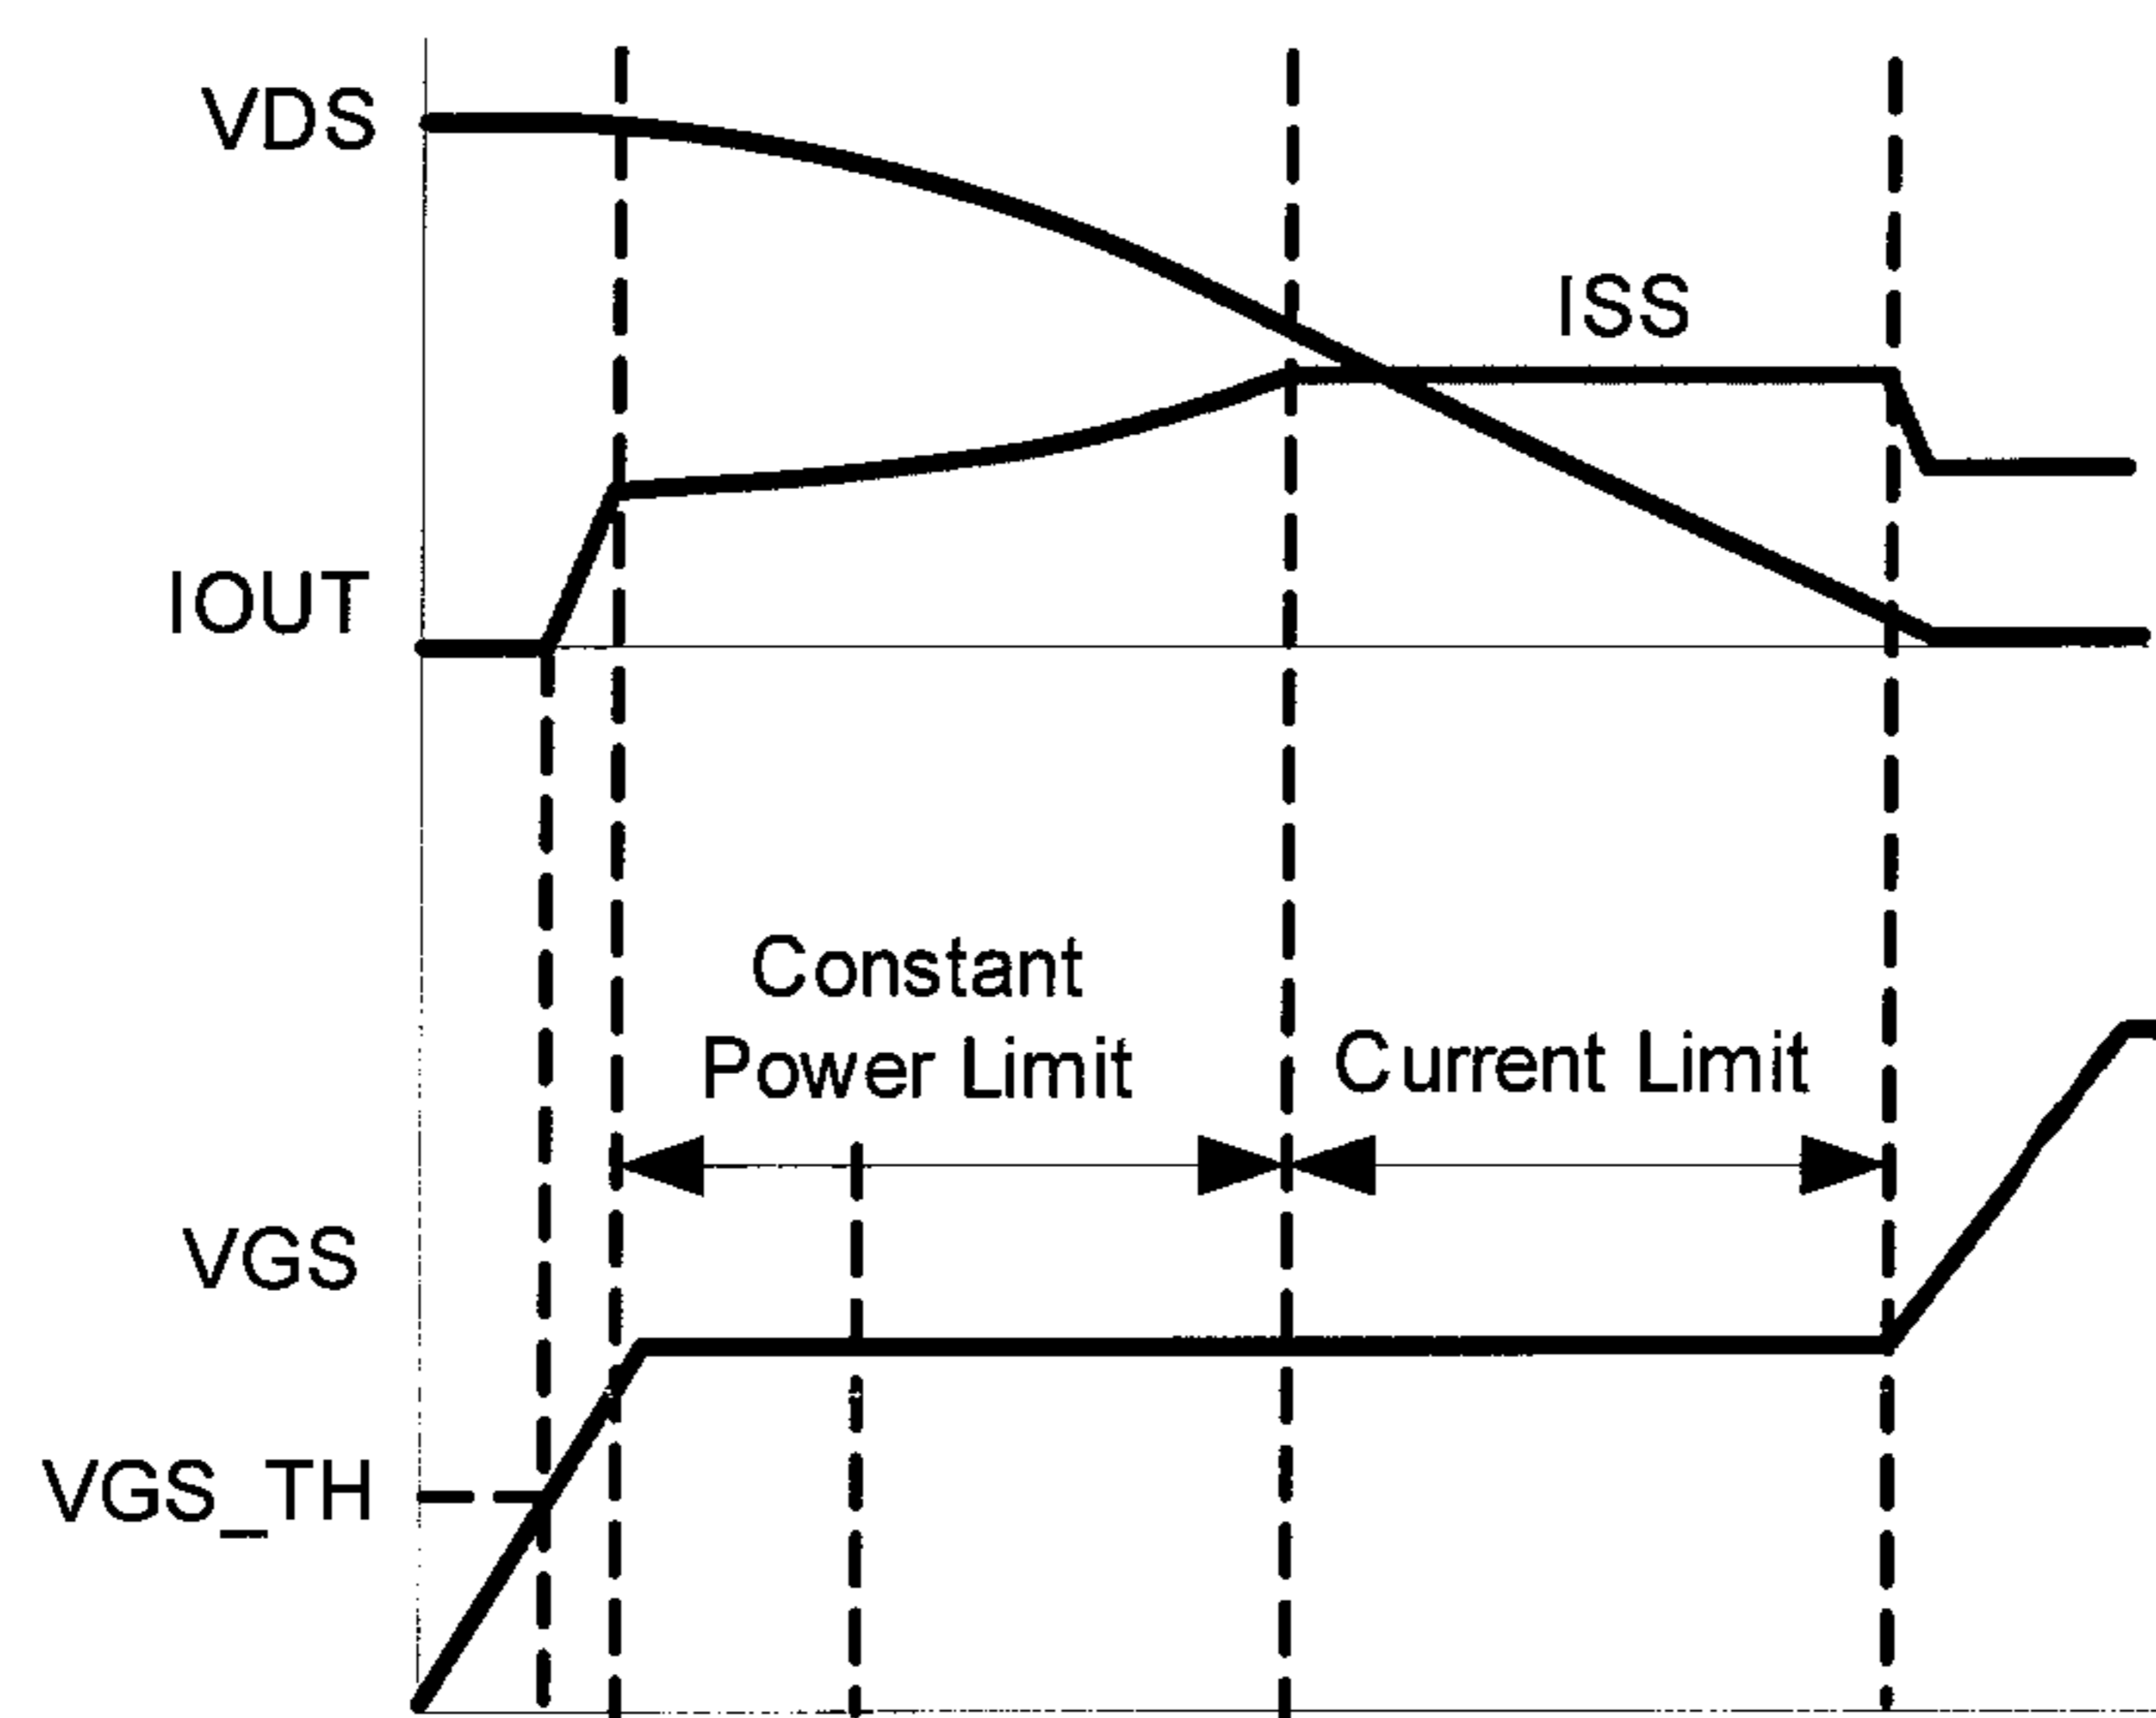 VDS
ISS
IOUT
Constant
Power Limit
Current Limit
VGS
VGS_TH